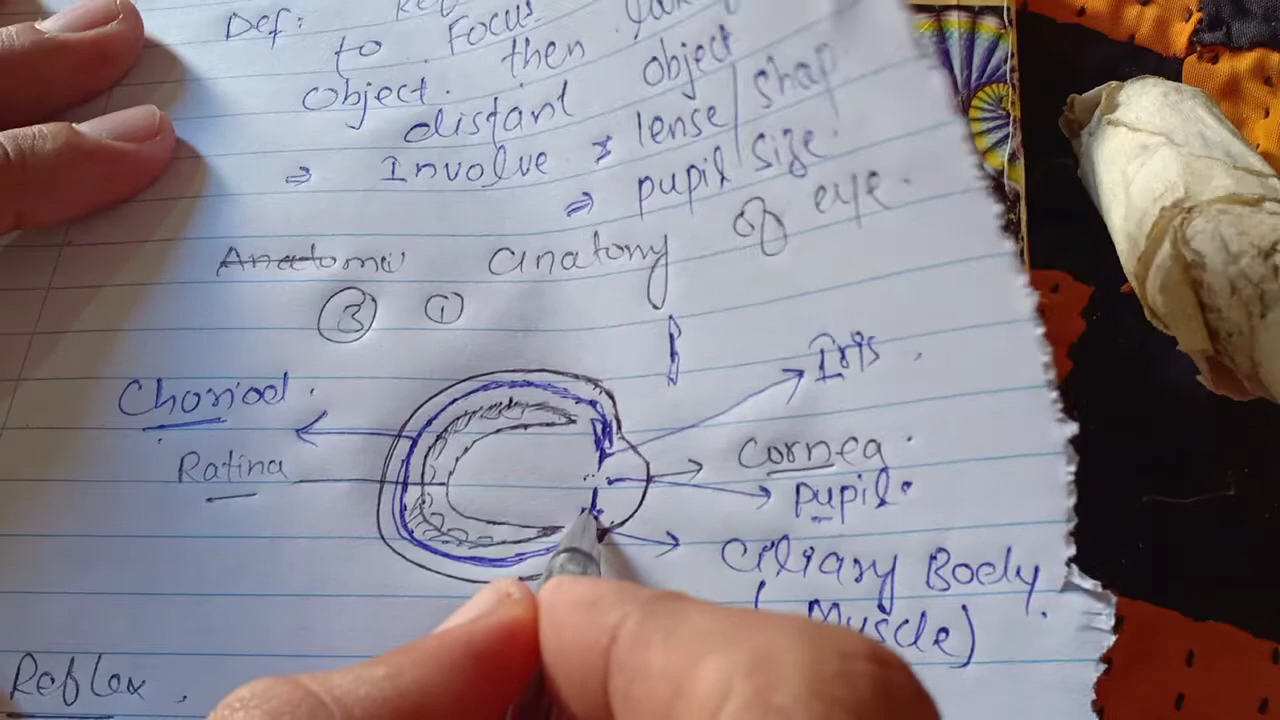 Def:
to Focus
object. then
distant object
⇒ Involve lense/shap
⇒ pupil/size.
Anatomi anatomy of eye.
③ ①
Iris
Choriod.
Cornea.
Ratina
pupil.
Ciliary Body
(Muscle)
Reflex.